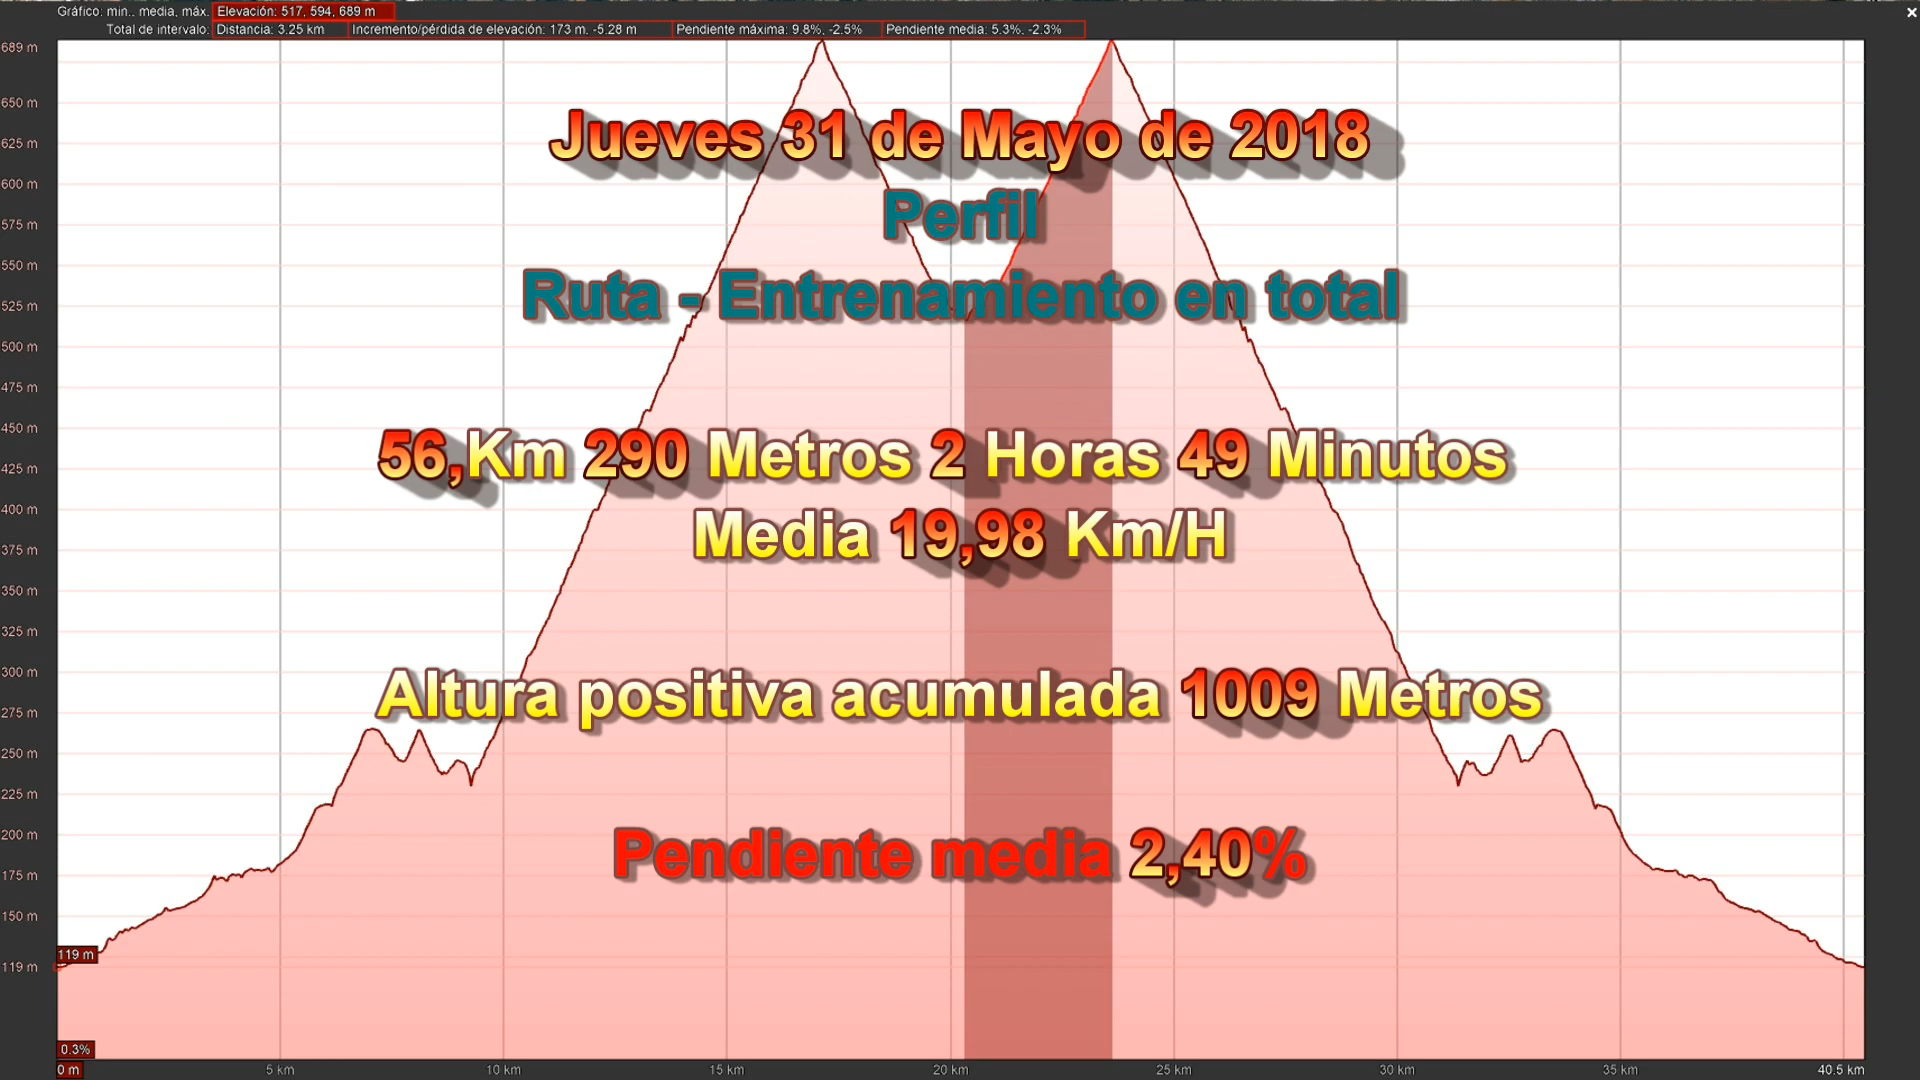 Gráfico: min., media, máx. Elevación: 517, 594, 689 m
Total de intervalo: Distancia: 3.25 km Incremento/pérdida de elevación: 173 m, -5.28 m Pendiente máxima: 9.8%, -2.5% Pendiente media: 5.3%, -2.3%
689 m
650 m
Jueves 31 de Mayo de 2018
625 m
600 m
Perfil
575 m
550 m
Ruta - Entrenamiento en total
525 m
500 m
475 m
450 m
56,Km 290 Metros 2 Horas 49 Minutos
425 m
400 m
Media 19,98 Km/H
375 m
350 m
325 m
300 m
Altura positiva acumulada 1009 Metros
275 m
250 m
225 m
200 m
Pendiente media 2,40%
175 m
150 m
119 m
119 m
0.3%
0 m 5 km 10 km 15 km 20 km 25 km 30 km 35 km 40.5 km